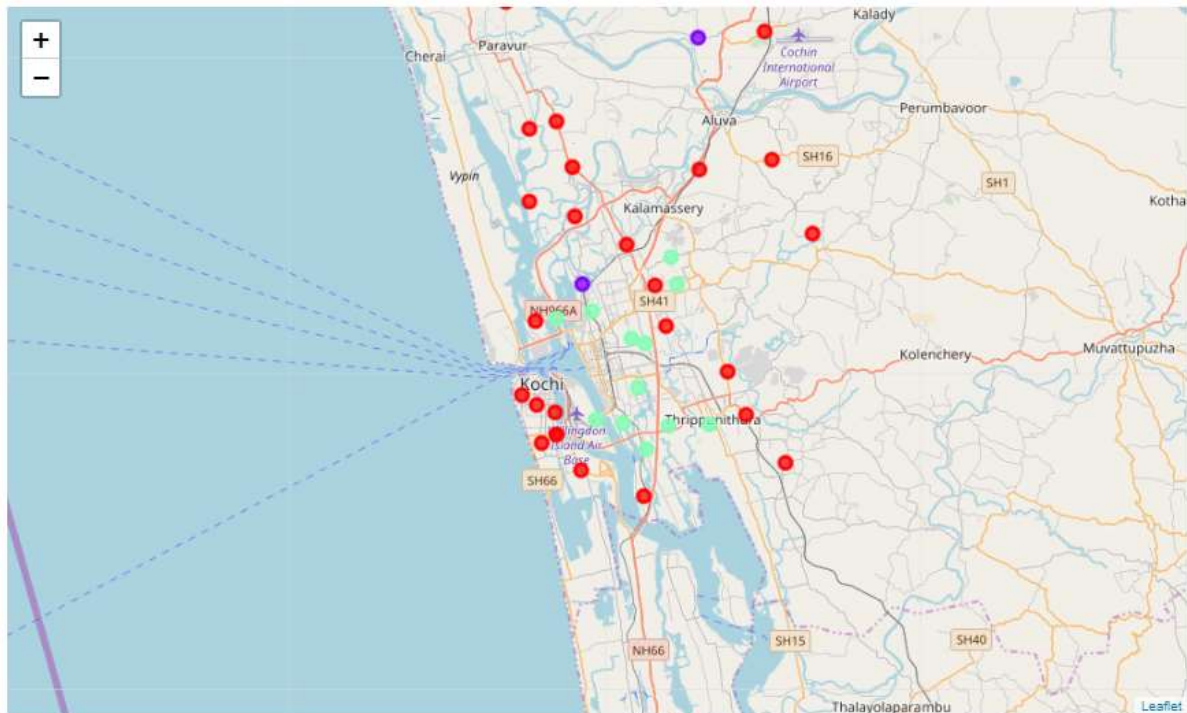 +
−
Kalady
Paravur
Cherai
Cochin
International
Airport
Perumbavoor
Aluva
SH16
Vypin
SH1
Kotha
Kalamassery
SH41
NH966A
Muvattupuzha
Kolenchery
Kochi
Thrippunithura
Willingdon
Island Air
Base
SH66
NH66
SH15
SH40
Thalayolaparambu
Leaflet